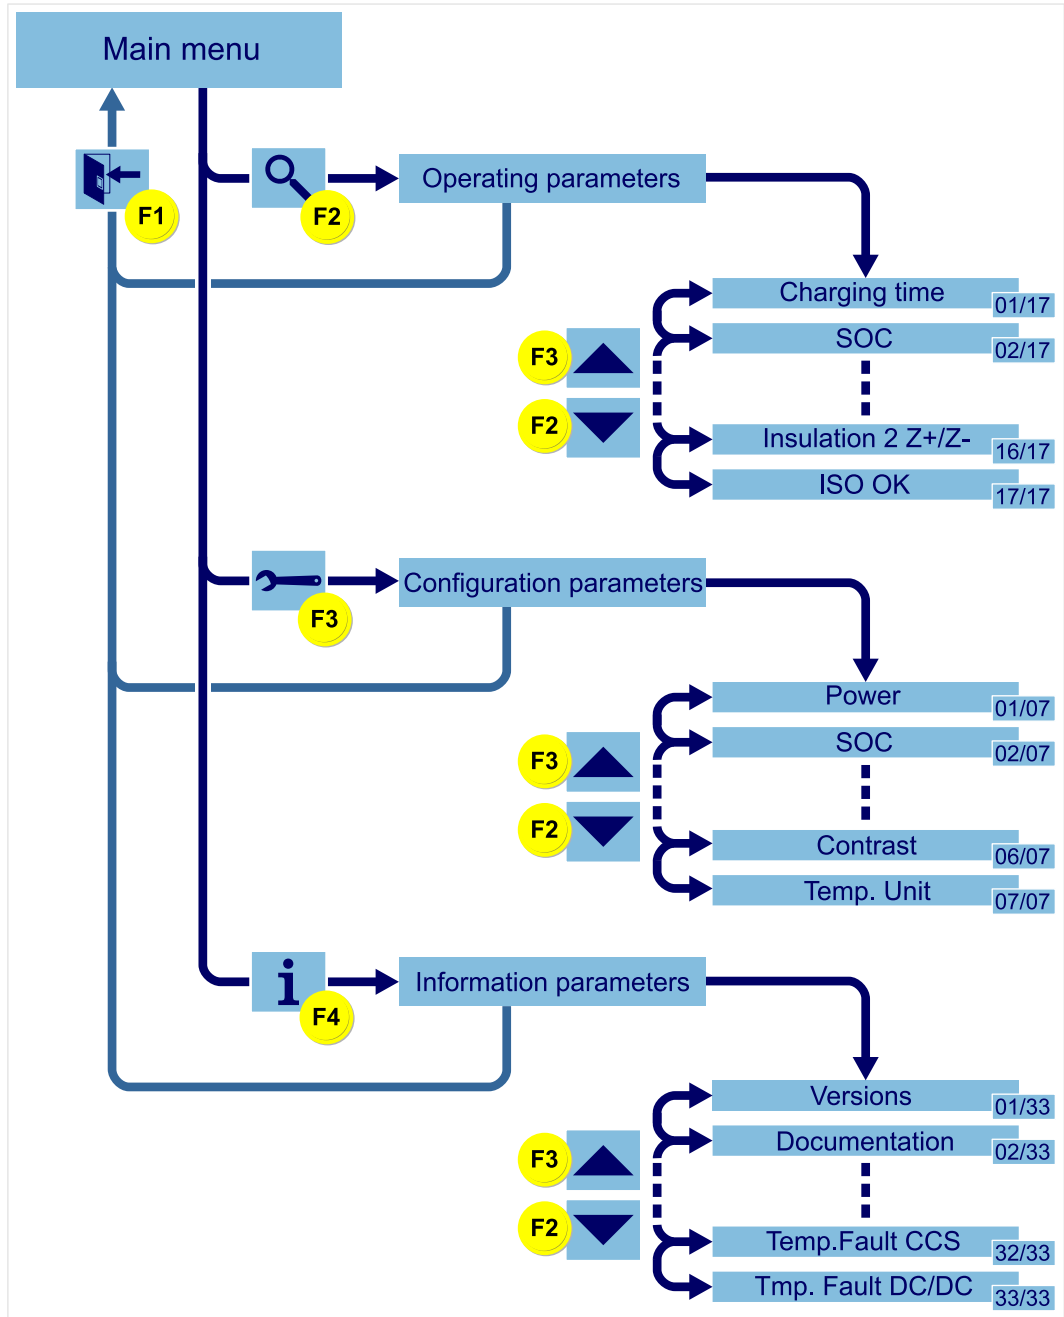 Main menu
F1
F2
Operating parameters
Charging time
01/17
SOC
02/17
F3
F2
Insulation 2 Z+/Z-
16/17
ISO OK
17/17
F3
Configuration parameters
Power
01/07
SOC
02/07
F3
F2
Contrast
06/07
Temp. Unit
07/07
i
F4
Information parameters
Versions
01/33
Documentation
02/33
F3
F2
Temp.Fault CCS
32/33
Tmp. Fault DC/DC
33/33